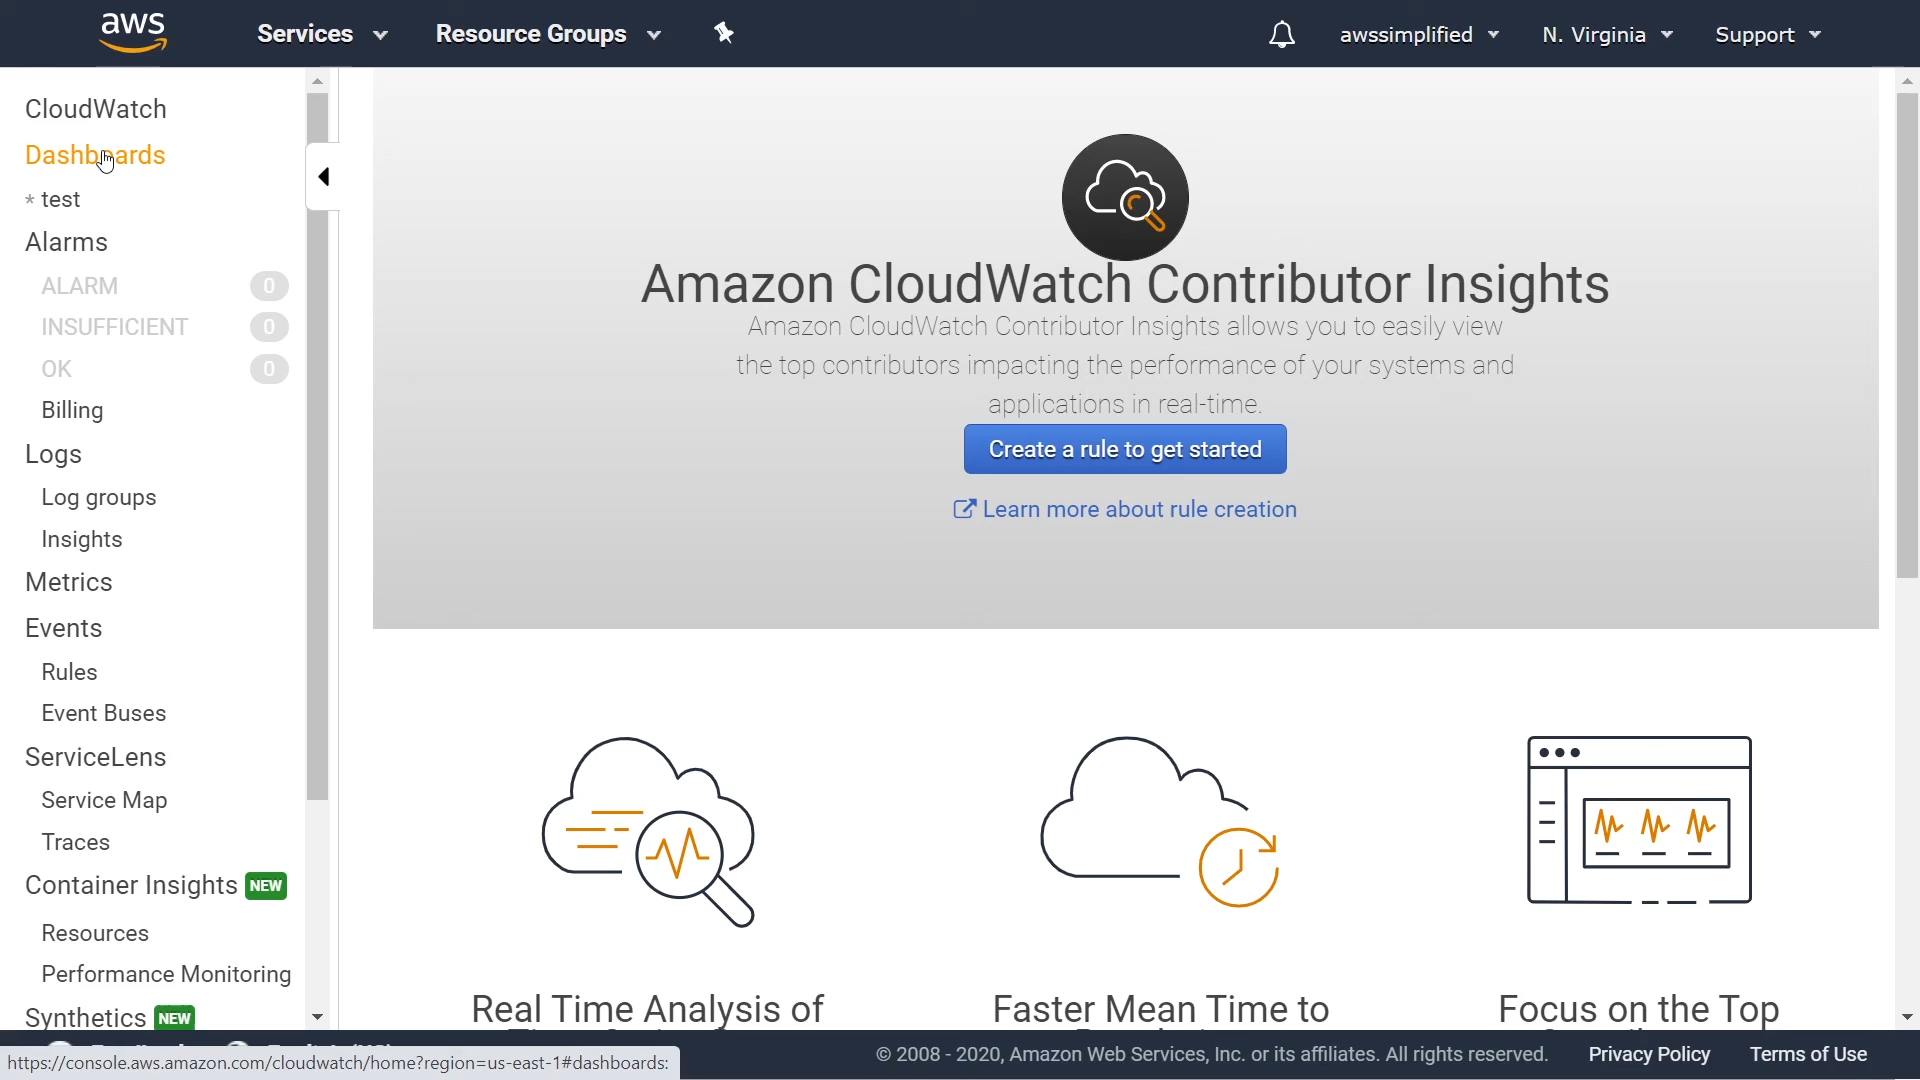 aws
Services
Resource Groups
awssimplified
N. Virginia
Support
CloudWatch
Dashboards
* test
Alarms
ALARM 0
INSUFFICIENT 0
OK 0
Billing
Logs
Log groups
Insights
Metrics
Events
Rules
Event Buses
ServiceLens
Service Map
Traces
Container Insights NEW
Resources
Performance Monitoring
Synthetics NEW
Amazon CloudWatch Contributor Insights
Amazon CloudWatch Contributor Insights allows you to easily view
the top contributors impacting the performance of your systems and
applications in real-time.
Create a rule to get started
Learn more about rule creation
Real Time Analysis of
Faster Mean Time to
Focus on the Top
https://console.aws.amazon.com/cloudwatch/home?region=us-east-1#dashboards:
© 2008 - 2020, Amazon Web Services, Inc. or its affiliates. All rights reserved.
Privacy Policy
Terms of Use